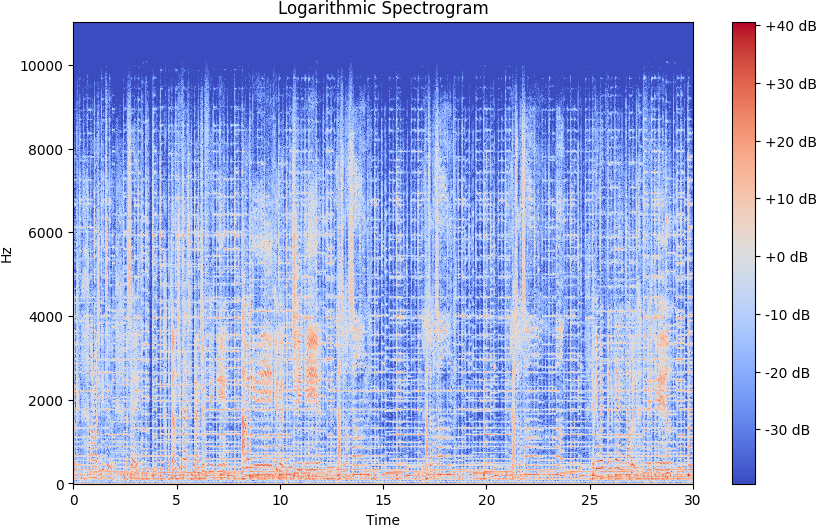 Logarithmic Spectrogram
Hz
10000
8000
6000
4000
2000
0
0 5 10 15 20 25 30
Time
+40 dB
+30 dB
+20 dB
+10 dB
+0 dB
-10 dB
-20 dB
-30 dB